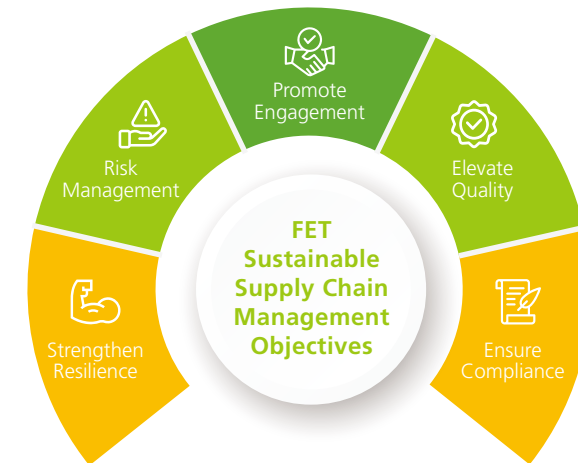 Promote
Engagement
Risk
Management
Elevate
Quality
FET
Sustainable
Supply Chain
Management
Objectives
Strengthen
Resilience
Ensure
Compliance